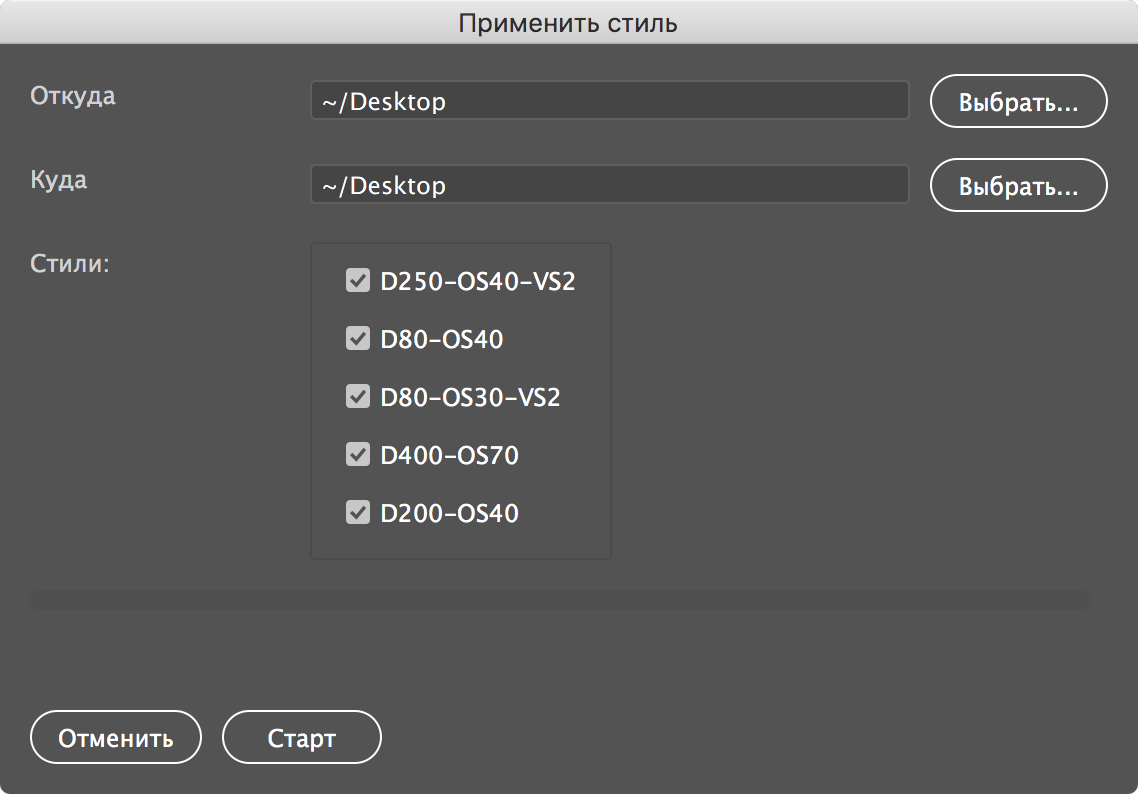 Применить стиль
Откуда ~/Desktop Выбрать...
Куда ~/Desktop Выбрать...
Стили:
D250-OS40-VS2
D80-OS40
D80-OS30-VS2
D400-OS70
D200-OS40
Отменить Старт